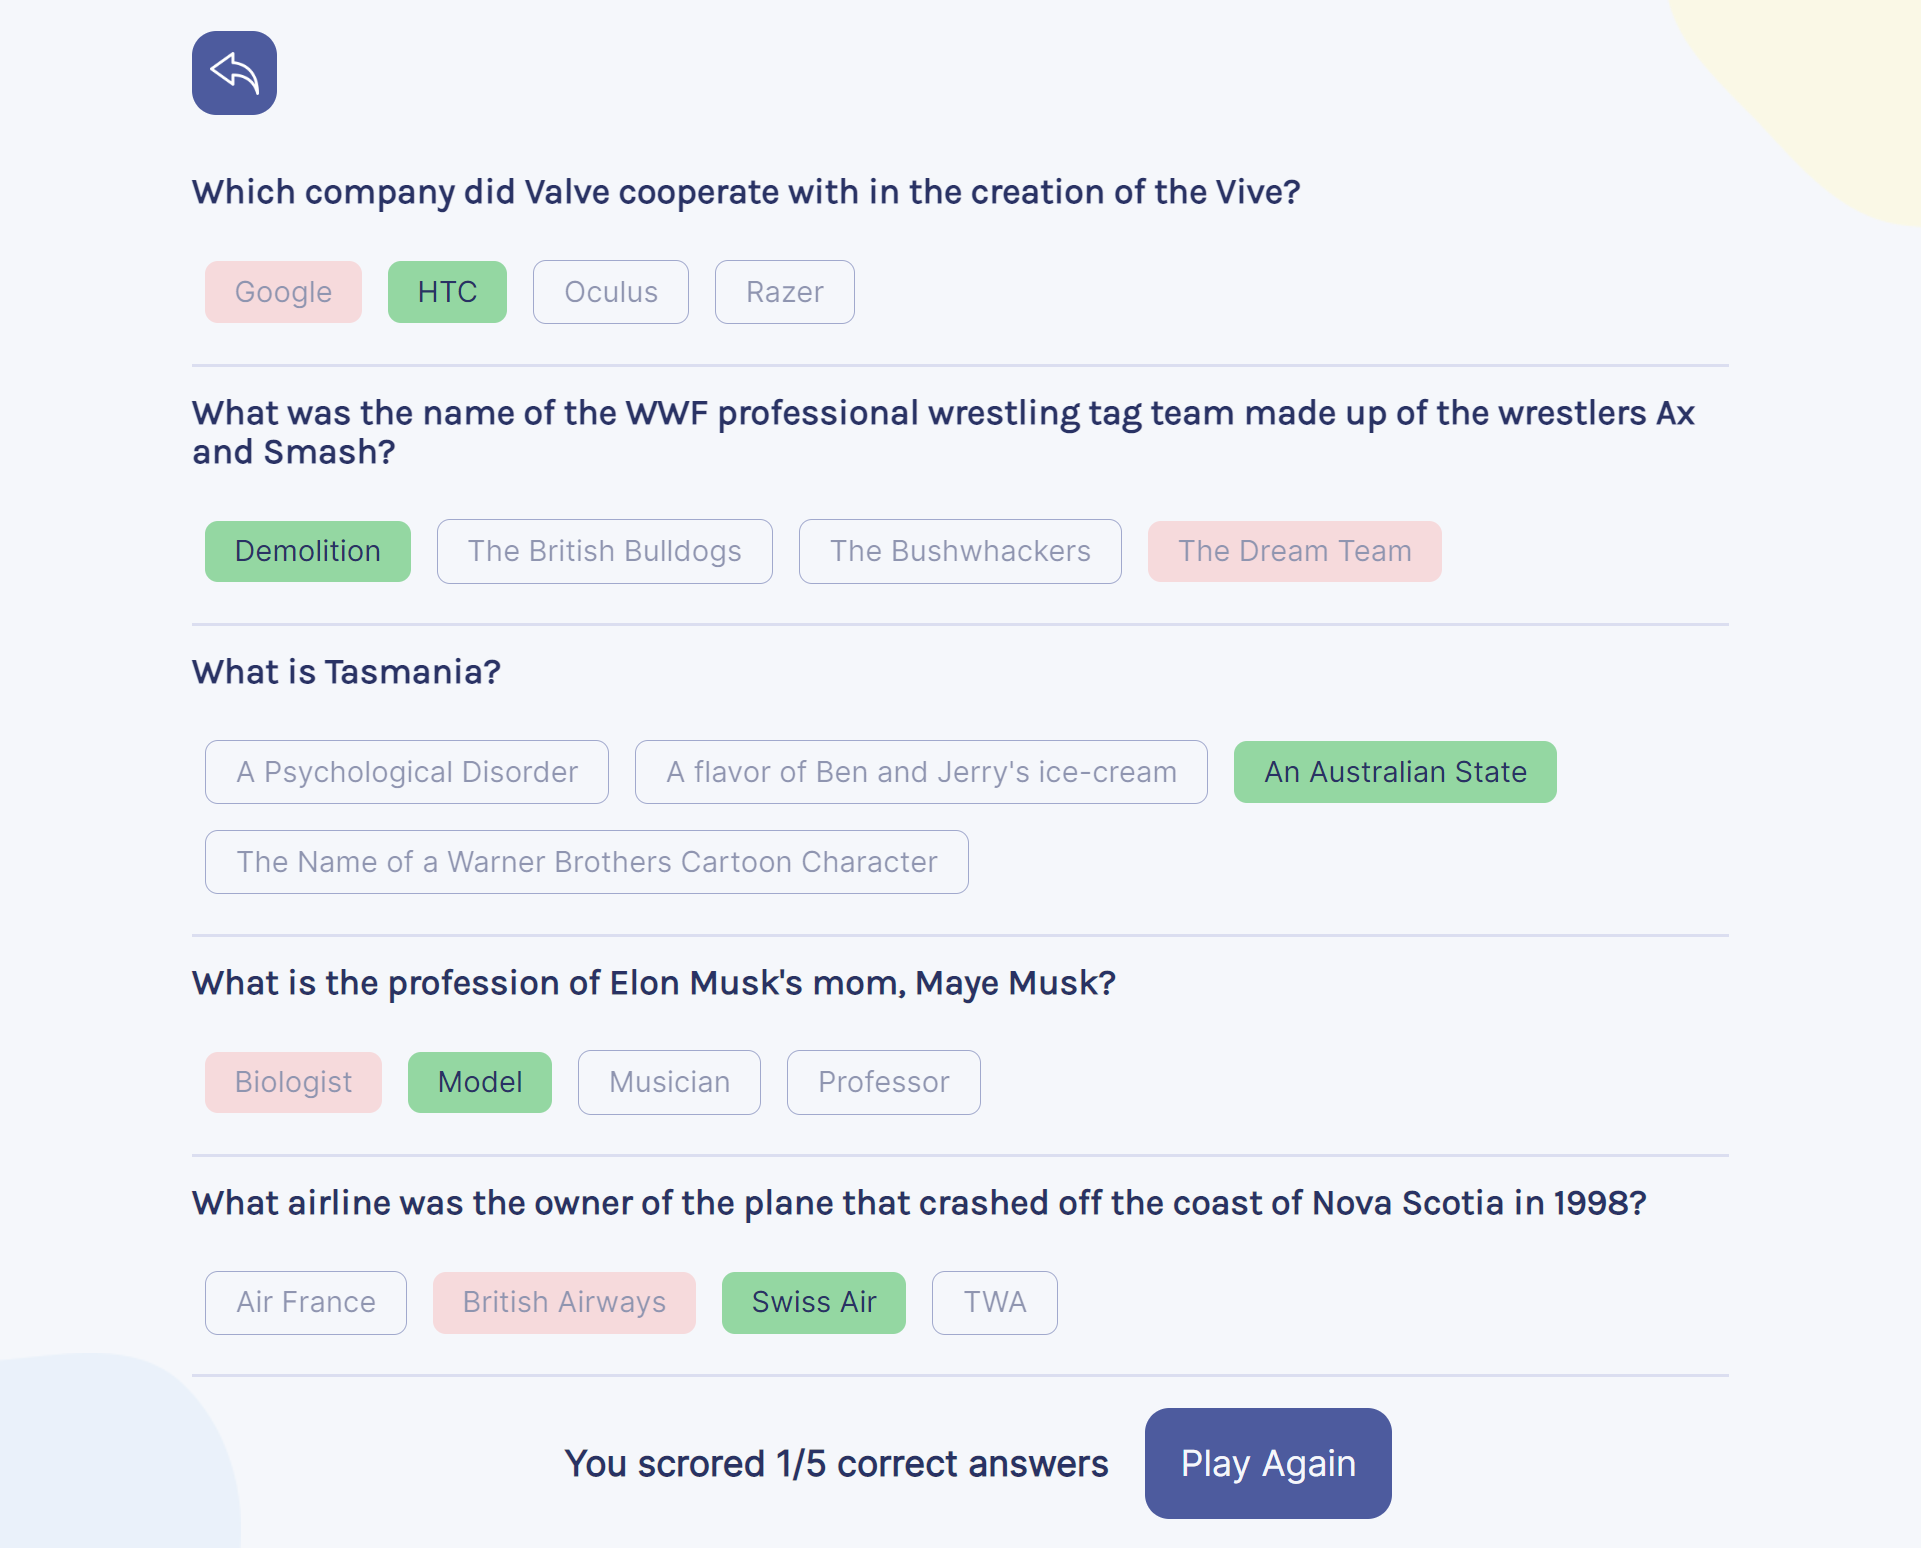 Which company did Valve cooperate with in the creation of the Vive?
Google HTC Oculus Razer
What was the name of the WWF professional wrestling tag team made up of the wrestlers Ax
and Smash?
Demolition The British Bulldogs The Bushwhackers The Dream Team
What is Tasmania?
A Psychological Disorder A flavor of Ben and Jerry's ice-cream An Australian State
The Name of a Warner Brothers Cartoon Character
What is the profession of Elon Musk's mom, Maye Musk?
Biologist Model Musician Professor
What airline was the owner of the plane that crashed off the coast of Nova Scotia in 1998?
Air France British Airways Swiss Air TWA
You scrored 1/5 correct answers Play Again